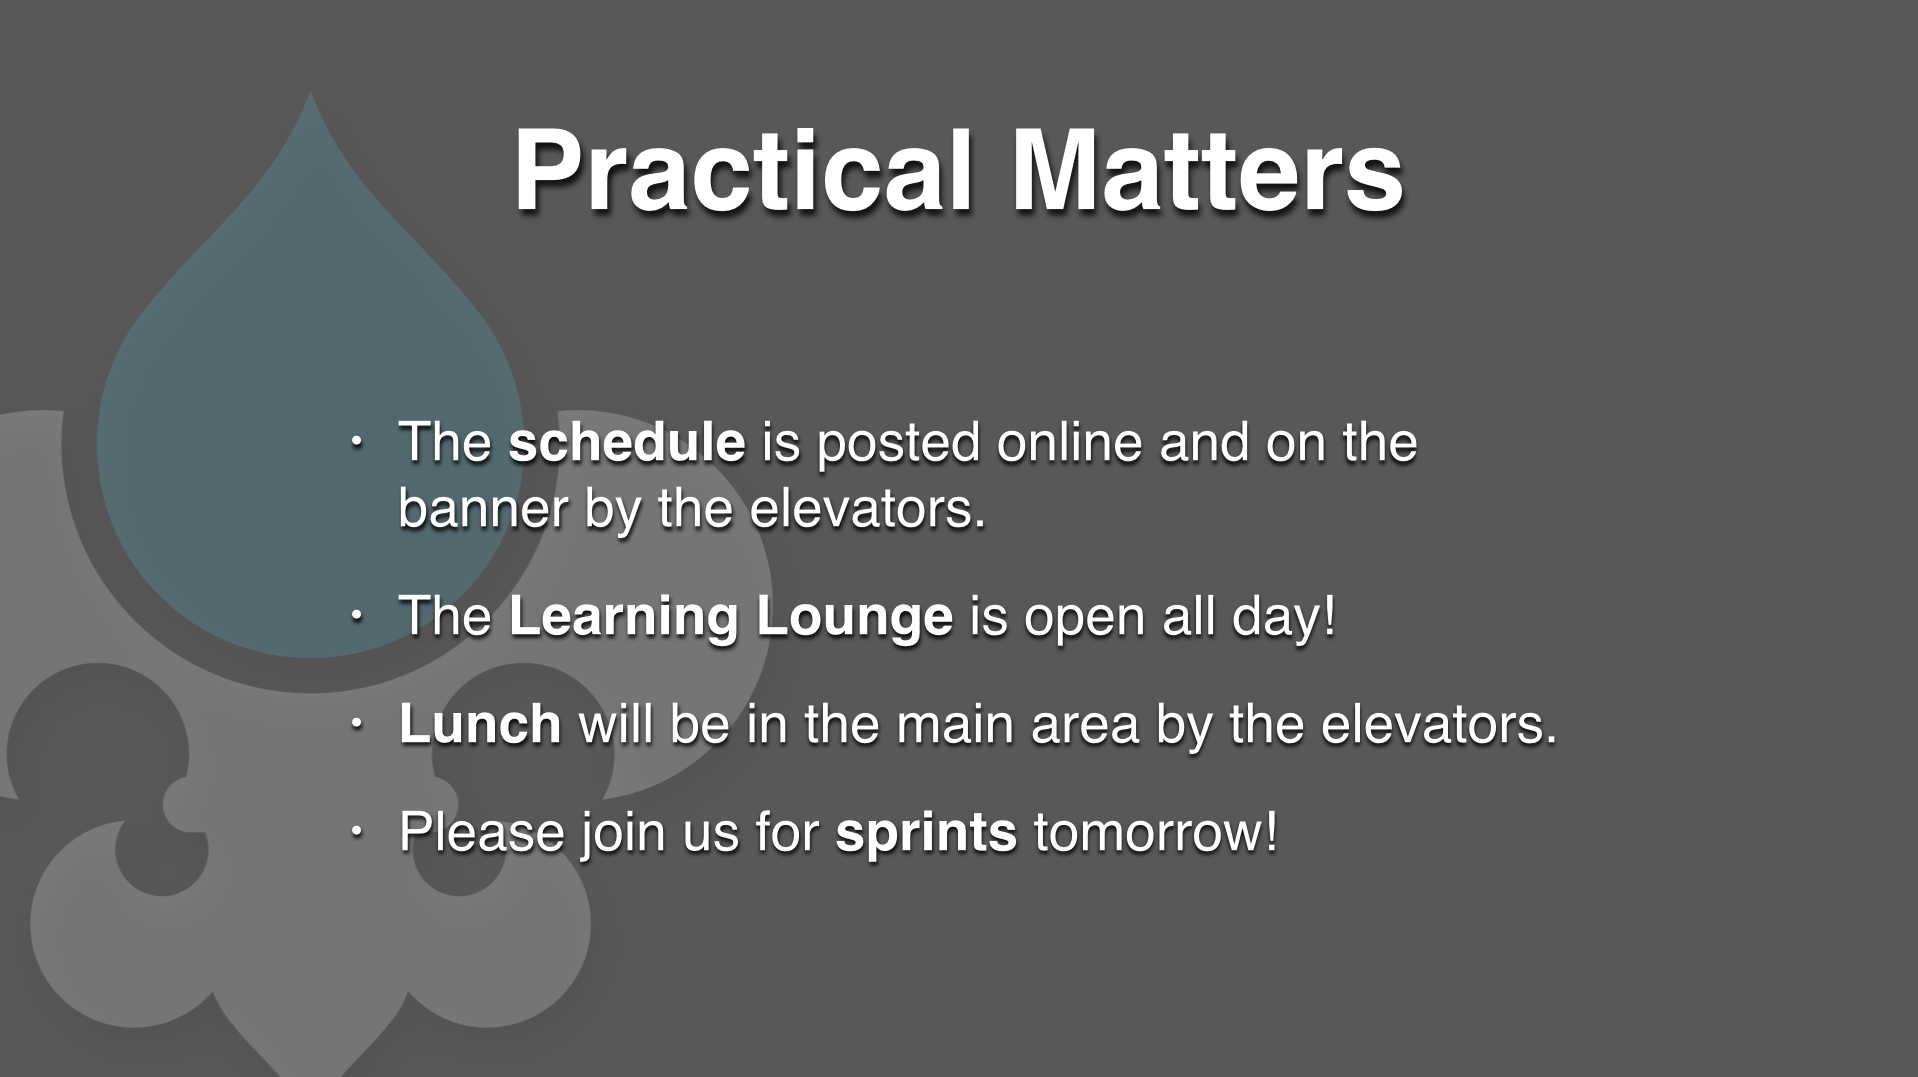 Practical Matters
• The schedule is posted online and on the
banner by the elevators.
• The Learning Lounge is open all day!
• Lunch will be in the main area by the elevators.
• Please join us for sprints tomorrow!